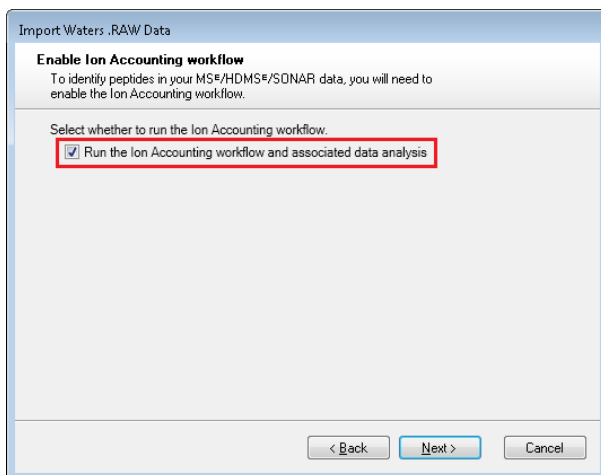 Import Waters .RAW Data
Enable Ion Accounting workflow
To identify peptides in your MSᴱ/HDMSᴱ/SONAR data, you will need to
enable the Ion Accounting workflow.
Select whether to run the Ion Accounting workflow.
Run the Ion Accounting workflow and associated data analysis
< Back
Next >
Cancel